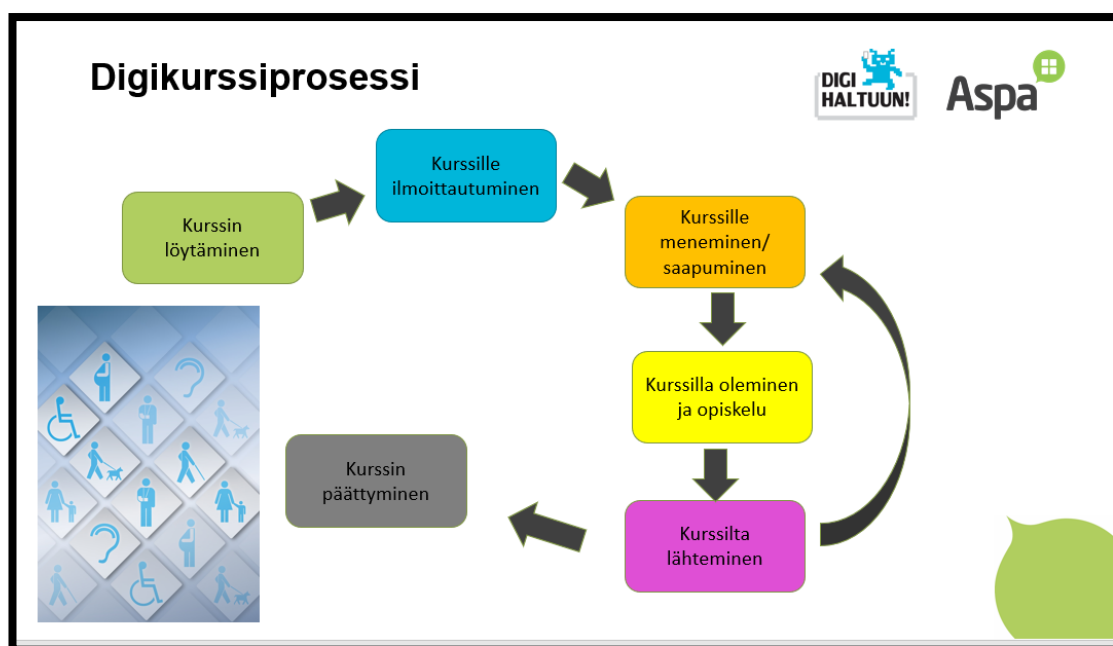 Digikurssiprosessi
DIGI
HALTUUN!
Aspa
Kurssin
löytäminen
Kurssille
ilmoittautuminen
Kurssille
meneminen/
saapuminen
Kurssilla oleminen
ja opiskelu
Kurssilta
lähteminen
Kurssin
päättyminen